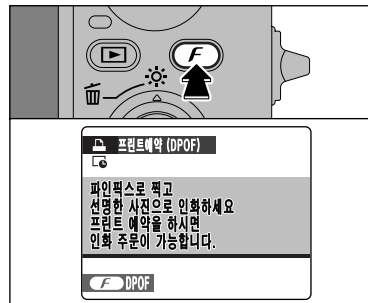 F
프린트예약 (DPOF)
파인픽스로 찍고
선명한 사진으로 인화하세요
프린트 예약을 하시면
인화 주문이 가능합니다.
F DPOF